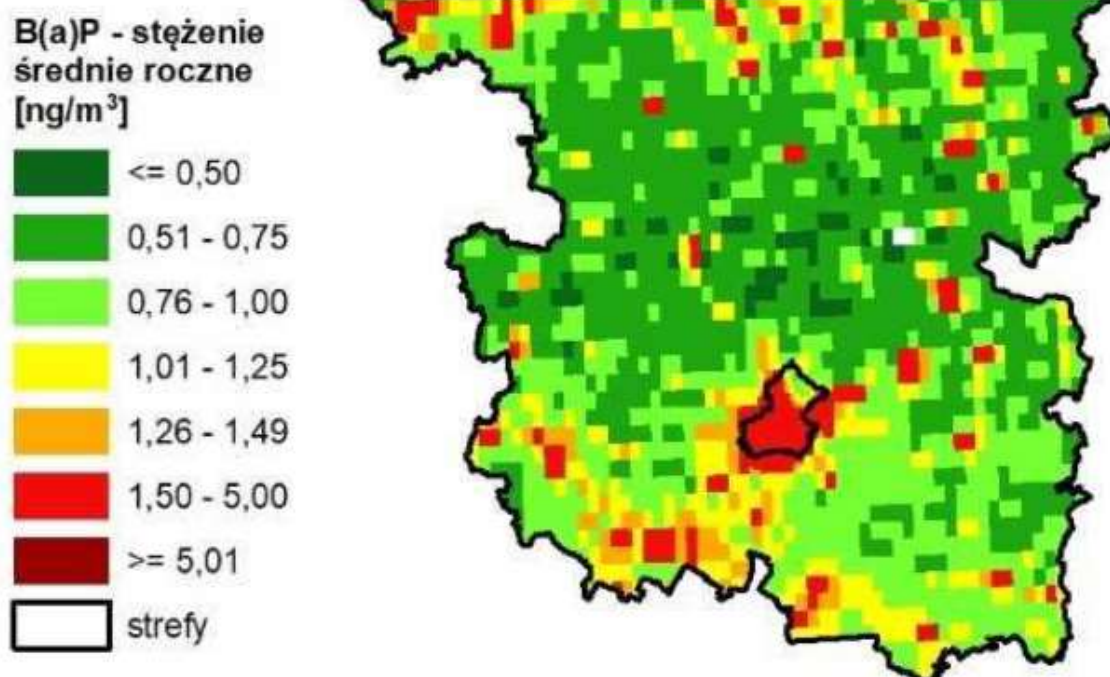 B(a)P - stężenie
średnie roczne
[ng/m³]
<= 0,50
0,51 - 0,75
0,76 - 1,00
1,01 - 1,25
1,26 - 1,49
1,50 - 5,00
>= 5,01
strefy